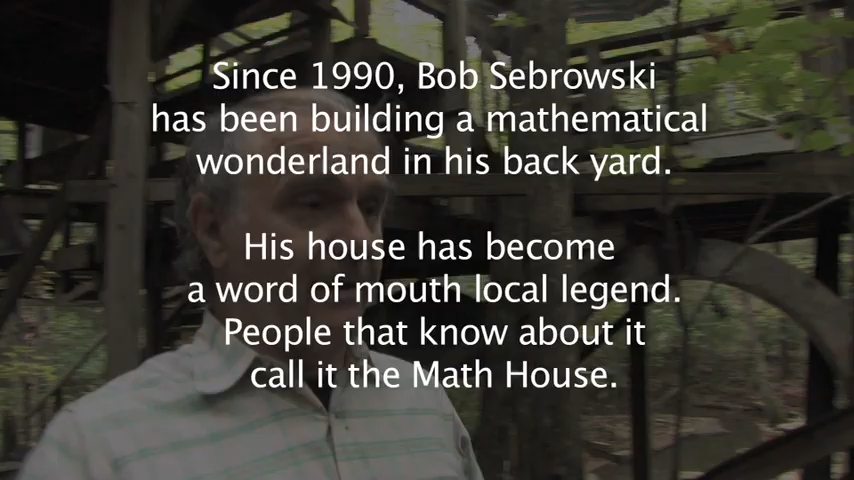 Since 1990, Bob Sebrowski
has been building a mathematical
wonderland in his back yard.
His house has become
a word of mouth local legend.
People that know about it
call it the Math House.